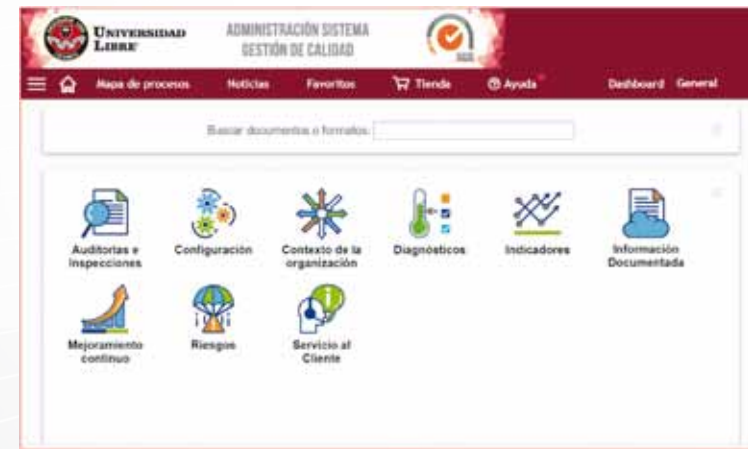 UNIVERSIDAD
LIBRE
ADMINISTRACIÓN SISTEMA
GESTIÓN DE CALIDAD
Mapa de procesos Noticias Favoritos Tienda Ayuda Dashboard General
Buscar documentos o formatos:
Auditorias e
Inspecciones
Configuración
Contexto de la
organización
Diagnósticos
Indicadores
Información
Documentada
Mejoramiento
continuo
Riesgos
Servicio al
Cliente